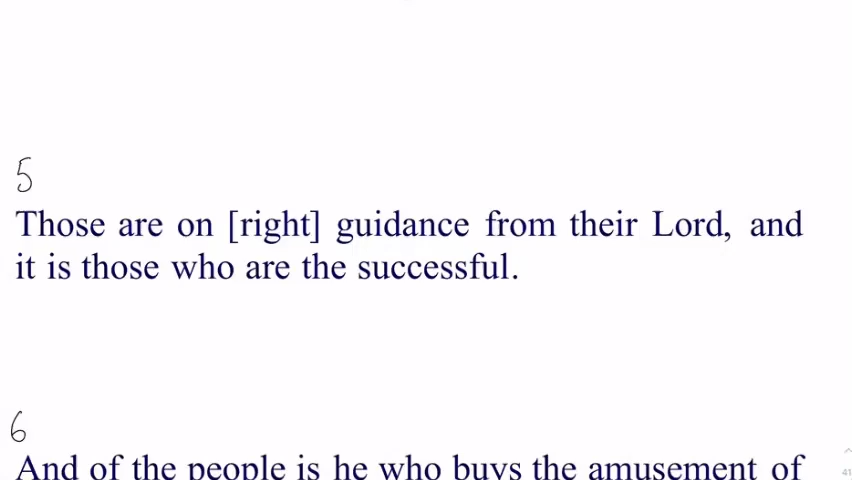 5
Those are on [right] guidance from their Lord, and
it is those who are the successful.
6
And of the people is he who buys the amusement of
41